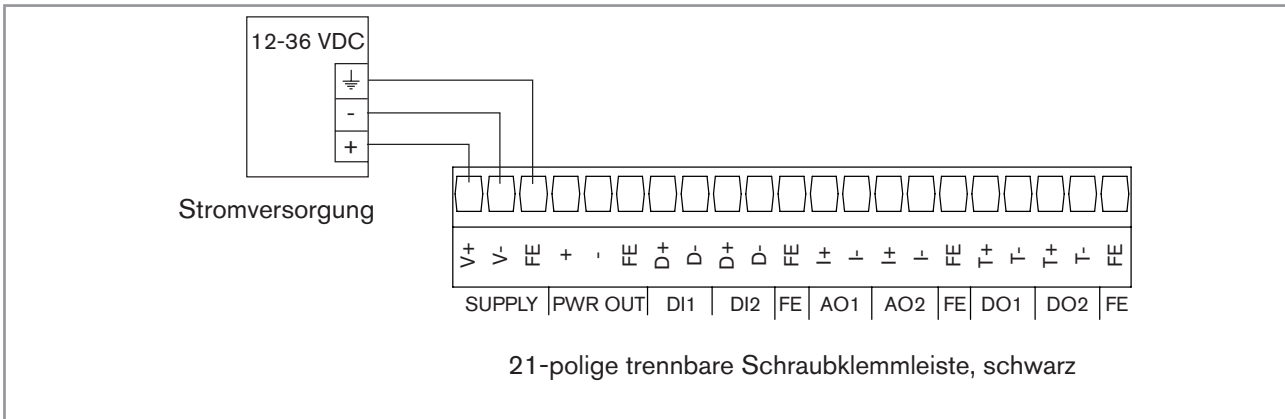 12-36 VDC
-
+
Stromversorgung
V+ V- FE + - FE D+ D- D+ D- FE I+ I- I+ I- FE T+ T- T+ T- FE
SUPPLY PWR OUT DI1 DI2 FE AO1 AO2 FE DO1 DO2 FE
21-polige trennbare Schraubklemmleiste, schwarz